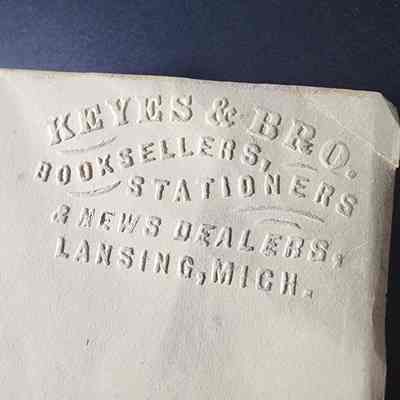 KEYES & BRO.
BOOKSELLERS,
STATIONERS
& NEWS DEALERS,
LANSING, MICH.